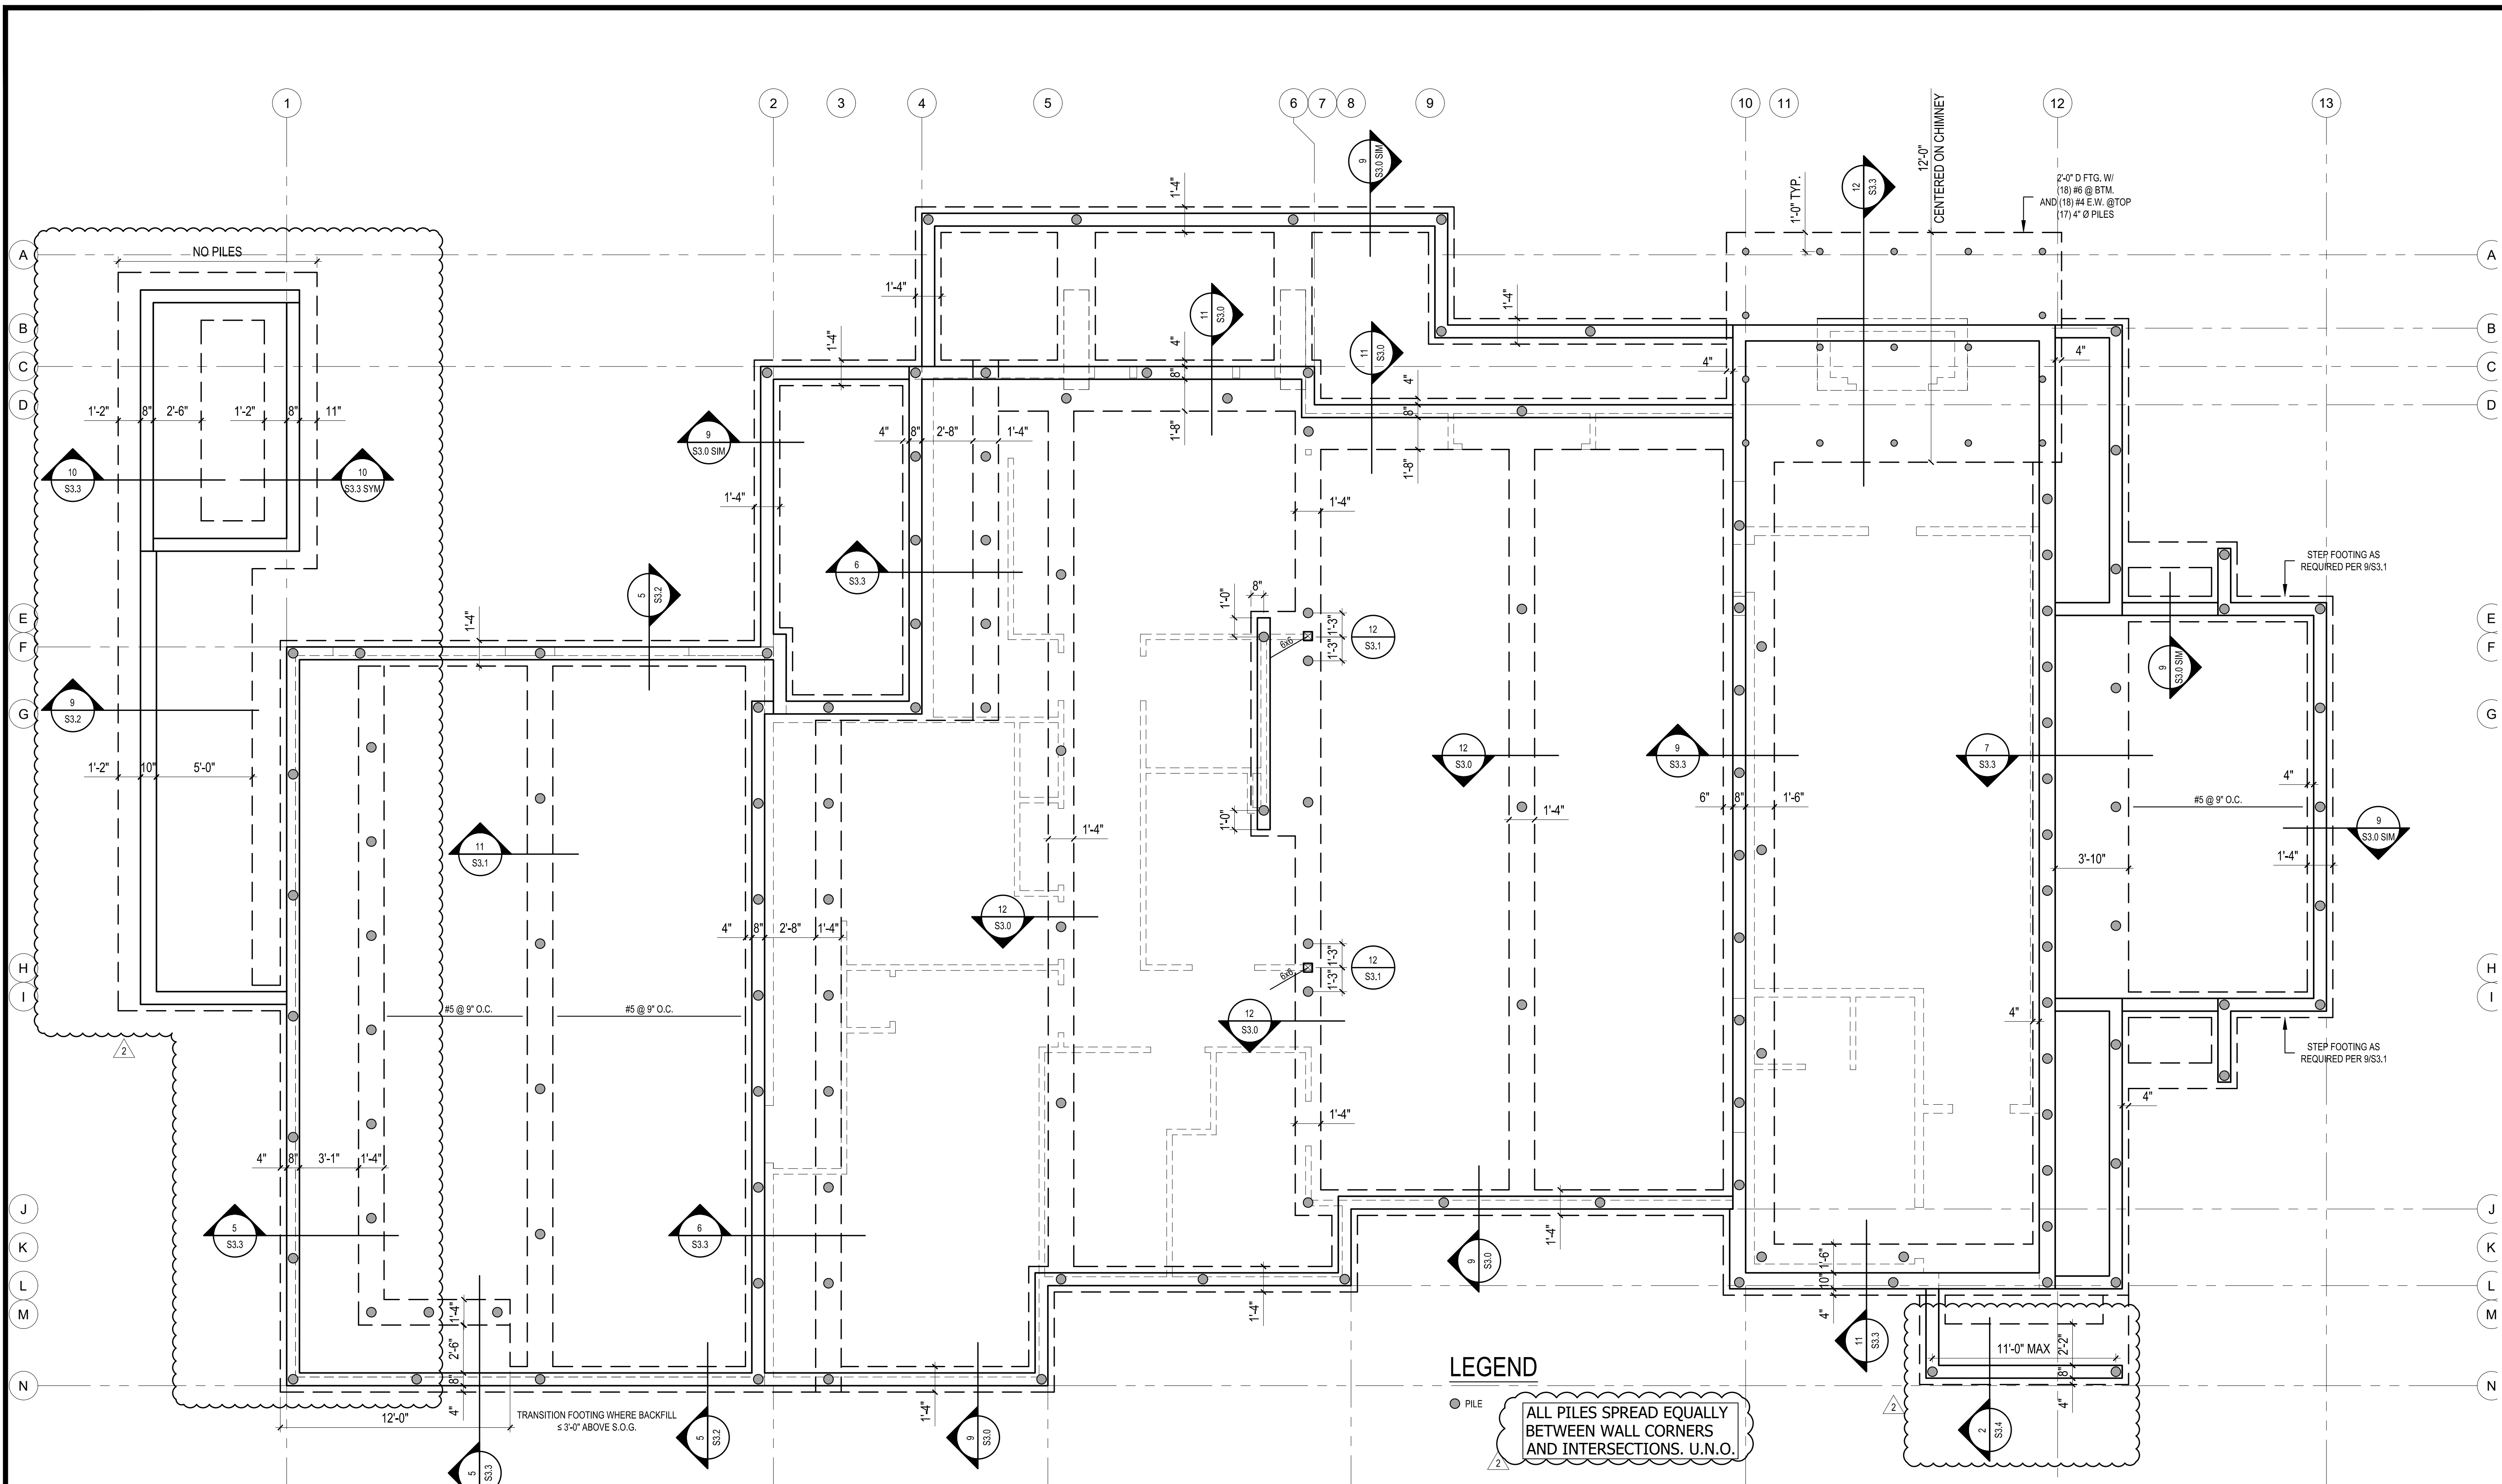 1 2 3 4 5 6 7 8 9 10 11 12 13
12'-0"
CENTERED ON CHIMNEY
2'-0" D FTG. W/
(18) #6 @ BTM.
AND (18) #4 E.W. @TOP
(17) 4" Ø PILES
1'-0" TYP.
12
S3.3
9
S3.0 SIM
1'-4"
A
NO PILES
A
1'-4"
11
S3.0
1'-4"
B
B
1'-4"
4"
11
S3.0
4"
4"
C
C
8"
4"
D
1'-2"
8"
2'-6"
1'-2"
8"
11"
8"
D
9
S3.0 SIM
4"
8"
2'-8"
1'-4"
1'-8"
1'-8"
10
S3.3
10
S3.3 SYM
1'-4"
1'-4"
6
S3.3
STEP FOOTING AS
REQUIRED PER 9/S3.1
5
S3.2
8"
1'-0"
E
1'-4"
1'-3"
E
F
6x6
1'-3"
12
S3.1
F
9
S3.0 SIM
9
S3.2
G
G
12
S3.0
9
S3.3
7
S3.3
1'-2"
10"
5'-0"
4"
6"
8"
1'-6"
#5 @ 9" O.C.
1'-4"
1'-0"
1'-4"
9
S3.0 SIM
11
S3.1
3'-10"
1'-4"
12
S3.0
4"
8"
2'-8"
1'-4"
H
1'-3"
6x6
1'-3"
12
S3.1
H
I
#5 @ 9" O.C.
#5 @ 9" O.C.
4"
I
12
S3.0
2
STEP FOOTING AS
REQUIRED PER 9/S3.1
4"
1'-4"
4"
8"
3'-1"
1'-4"
J
J
5
S3.3
6
S3.3
1'-4"
K
9
S3.0
1'-6"
K
L
10"
L
M
1'-4"
1'-4"
4"
M
11
S3.3
2'-6"
11'-0" MAX
2'-2"
LEGEND
8"
N
8"
N
PILE
4"
12'-0"
4"
1'-4"
TRANSITION FOOTING WHERE BACKFILL
≤ 3'-0" ABOVE S.O.G.
ALL PILES SPREAD EQUALLY
BETWEEN WALL CORNERS
AND INTERSECTIONS. U.N.O.
2
2
5
S3.2
9
S3.0
2
S3.4
5
S3.3